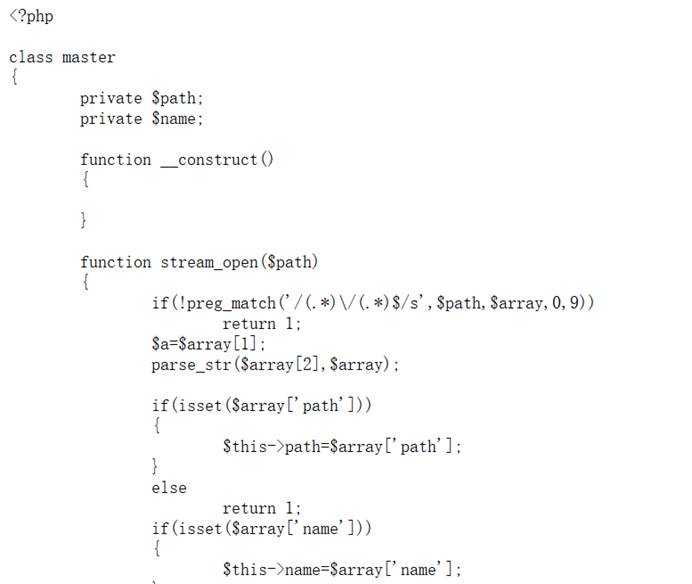 <?php
class master
{
private $path;
private $name;
function __construct()
{
}
function stream_open($path)
{
if(!preg_match('/(.*)\/(.*)$/s',$path,$array,0,9))
return 1;
$a=$array[1];
parse_str($array[2],$array);
if(isset($array['path']))
{
$this->path=$array['path'];
}
else
return 1;
if(isset($array['name']))
{
$this->name=$array['name'];